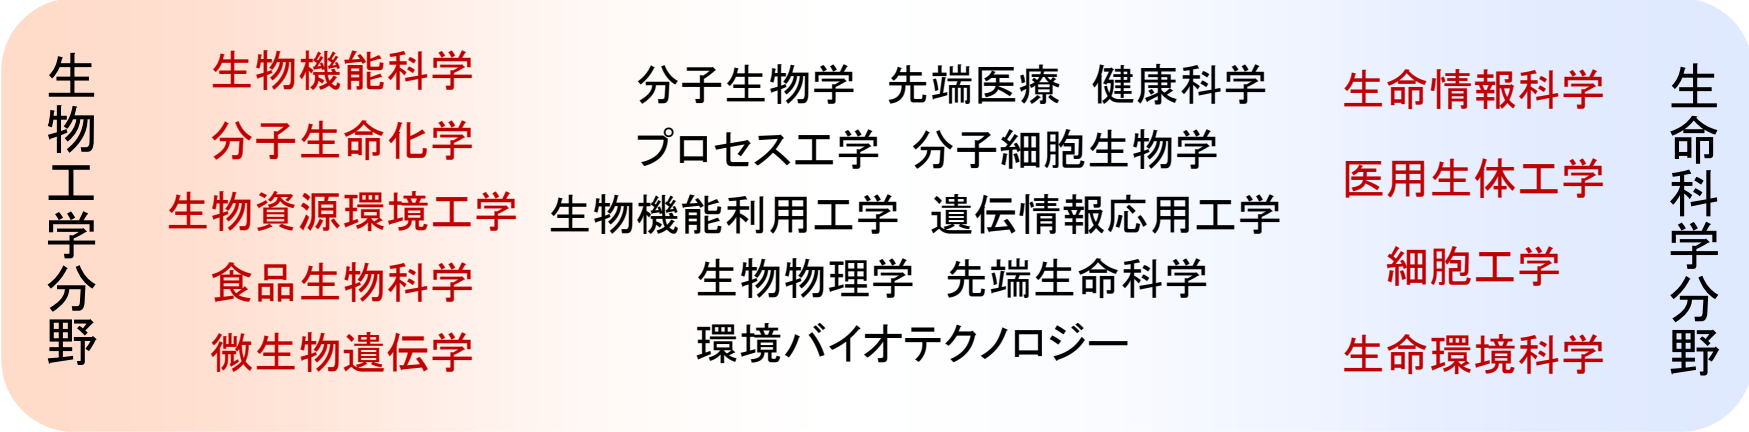 生物工学分野
生物機能科学
分子生命化学
生物資源環境工学
食品生物科学
微生物遺伝学
分子生物学　先端医療　健康科学
プロセス工学　分子細胞生物学
生物機能利用工学　遺伝情報応用工学
生物物理学　先端生命科学
環境バイオテクノロジー
生命情報科学
医用生体工学
細胞工学
生命環境科学
生命科学分野